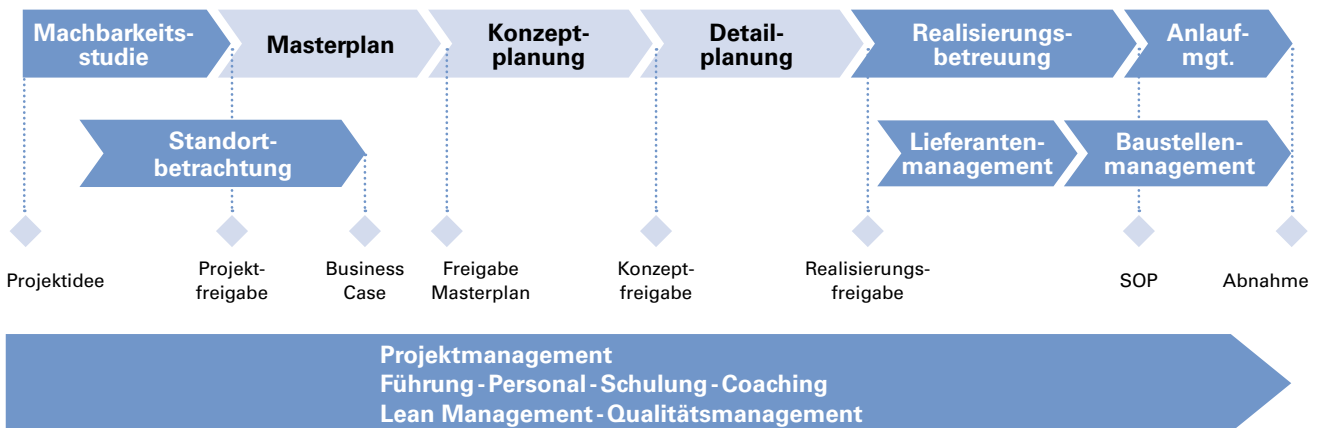 Machbarkeits-
studie
Masterplan
Konzept-
planung
Detail-
planung
Realisierungs-
betreuung
Anlauf-
mgt.
Standort-
betrachtung
Lieferanten-
management
Baustellen-
management
Projektidee
Projekt-
freigabe
Business
Case
Freigabe
Masterplan
Konzept-
freigabe
Realisierungs-
freigabe
SOP
Abnahme
Projektmanagement
Führung - Personal - Schulung - Coaching
Lean Management - Qualitätsmanagement